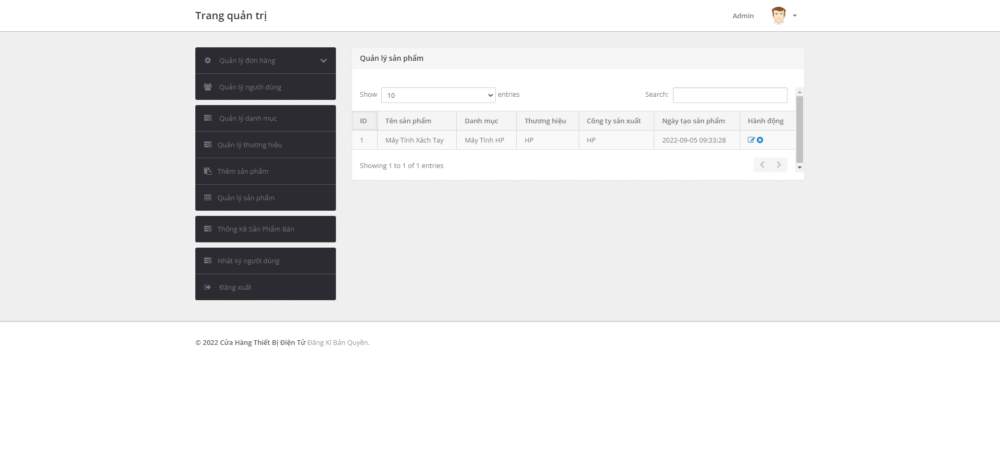 Trang quản trị
Admin
Quản lý đơn hàng
Quản lý người dùng
Quản lý danh mục
Quản lý thương hiệu
Thêm sản phẩm
Quản lý sản phẩm
Thống Kê Sản Phẩm Bán
Nhật ký người dùng
Đăng xuất
Quản lý sản phẩm
Show 10 entries Search:
ID Tên sản phẩm Danh mục Thương hiệu Công ty sản xuất Ngày tạo sản phẩm Hành động
1 Máy Tính Xách Tay Máy Tính HP HP HP 2022-09-05 09:33:28
Showing 1 to 1 of 1 entries
© 2022 Cửa Hàng Thiết Bị Điện Tử Đăng Kí Bản Quyền.